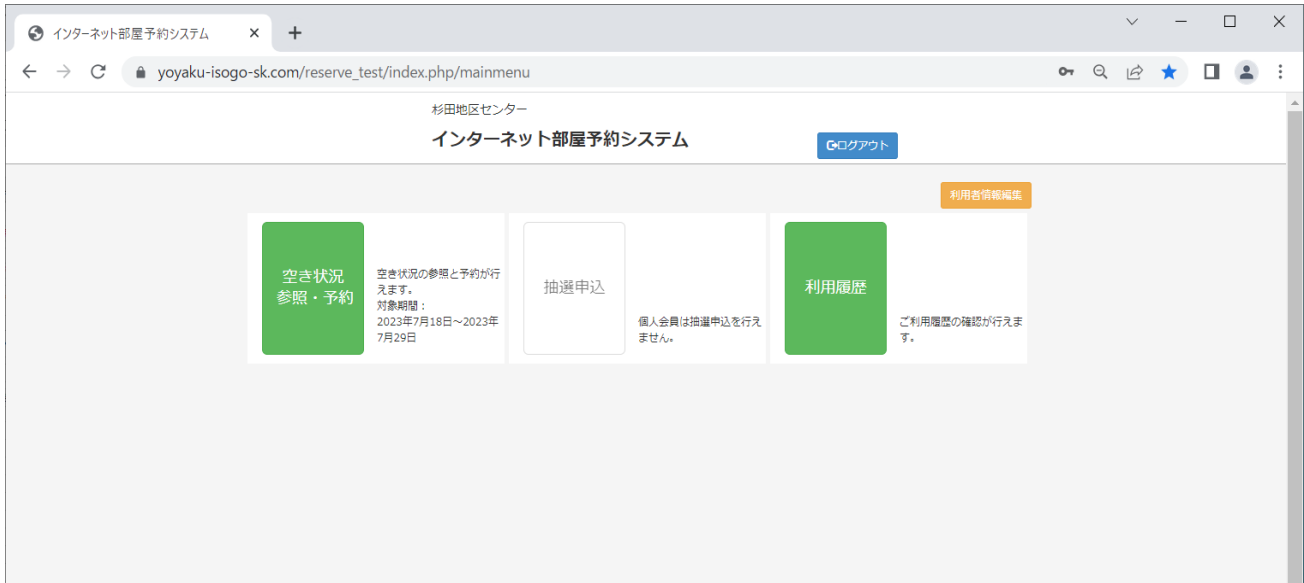 インターネット部屋予約システム
yoyaku-isogo-sk.com/reserve_test/index.php/mainmenu
杉田地区センター
インターネット部屋予約システム
ログアウト
利用者情報編集
空き状況
参照・予約
空き状況の参照と予約が行
えます。
対象期間：
2023年7月18日～2023年
7月29日
抽選申込
個人会員は抽選申込を行え
ません。
利用履歴
ご利用履歴の確認が行えま
す。